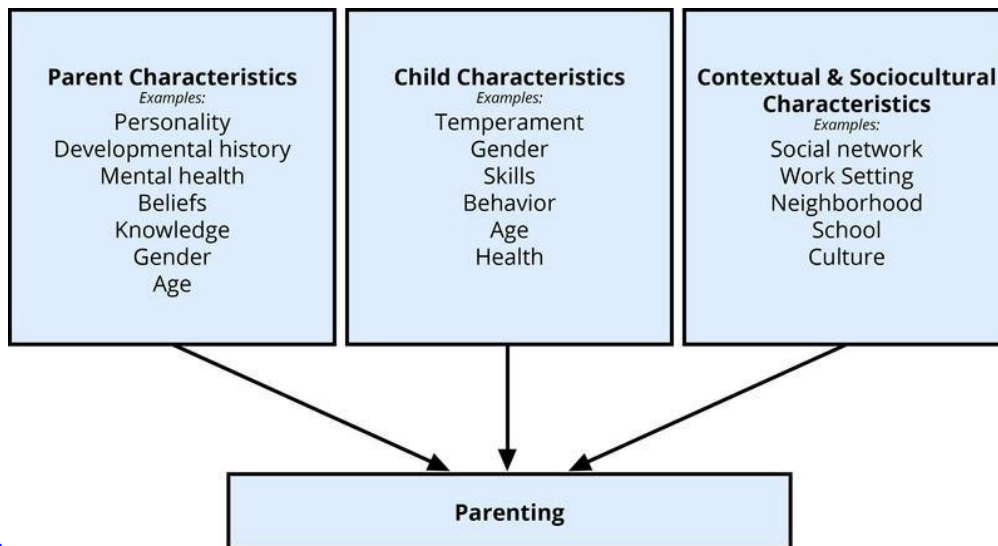 Parent Characteristics
Examples:
Personality
Developmental history
Mental health
Beliefs
Knowledge
Gender
Age
Child Characteristics
Examples:
Temperament
Gender
Skills
Behavior
Age
Health
Contextual & Sociocultural
Characteristics
Examples:
Social network
Work Setting
Neighborhood
School
Culture
Parenting